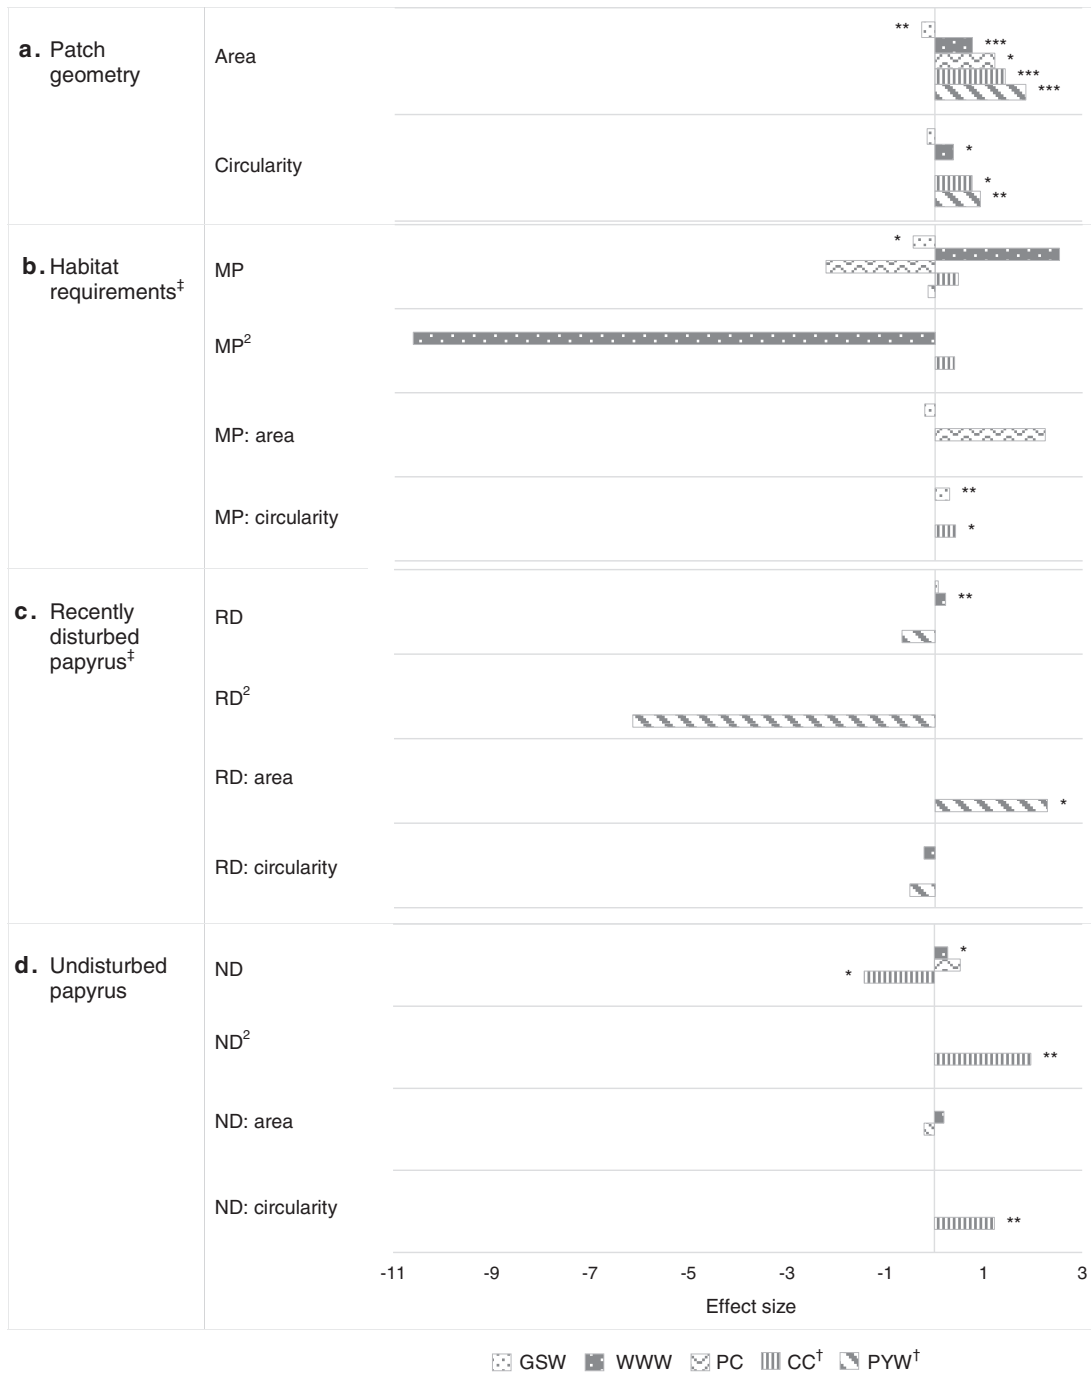 a. Patch
geometry
Area
**
***
*
***
***
Circularity
*
*
**
b. Habitat
requirements‡
MP
*
MP²
MP: area
MP: circularity
**
*
c. Recently
disturbed
papyrus‡
RD
**
RD²
RD: area
*
RD: circularity
d. Undisturbed
papyrus
ND
*
*
ND²
**
ND: area
ND: circularity
**
-11 -9 -7 -5 -3 -1 1 3
Effect size
GSW WWW PC CC† PYW†